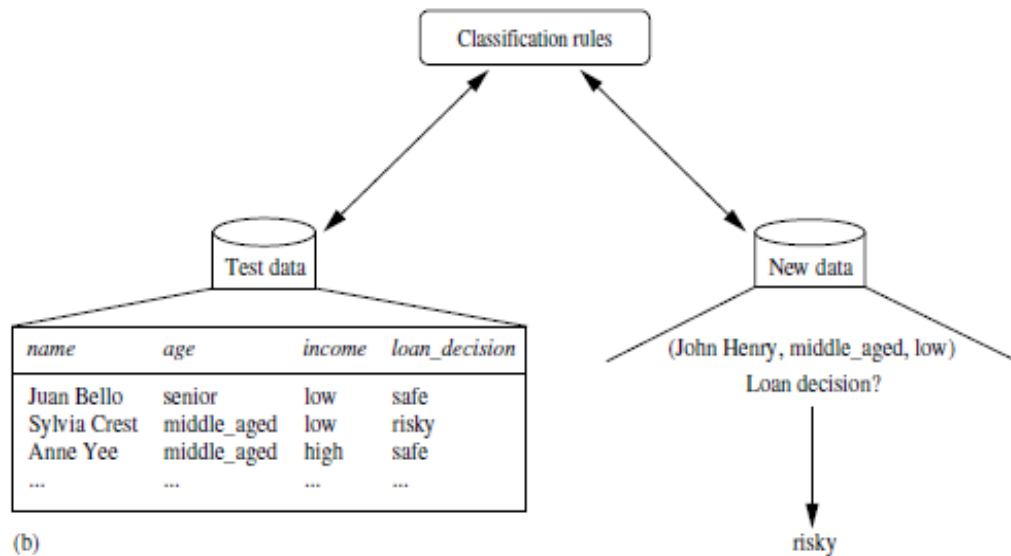 Classification rules
Test data
name age income loan_decision
Juan Bello senior low safe
Sylvia Crest middle_aged low risky
Anne Yee middle_aged high safe
... ... ... ...
New data
(John Henry, middle_aged, low)
Loan decision?
risky
(b)